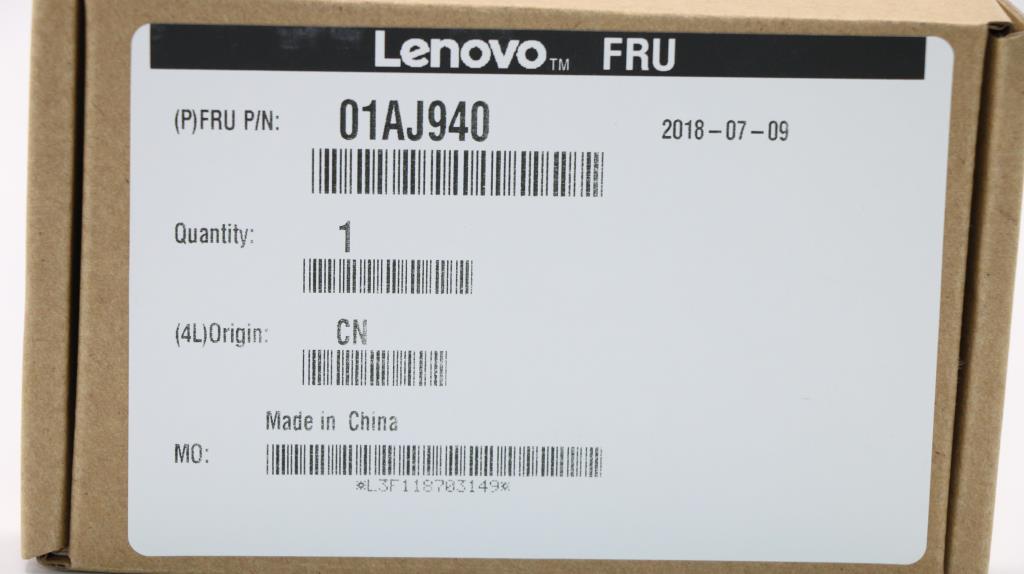 Lenovo™ FRU
(P)FRU P/N: 01AJ940 2018-07-09
Quantity: 1
(4L)Origin: CN
Made in China
MO:
*L3F118703149*